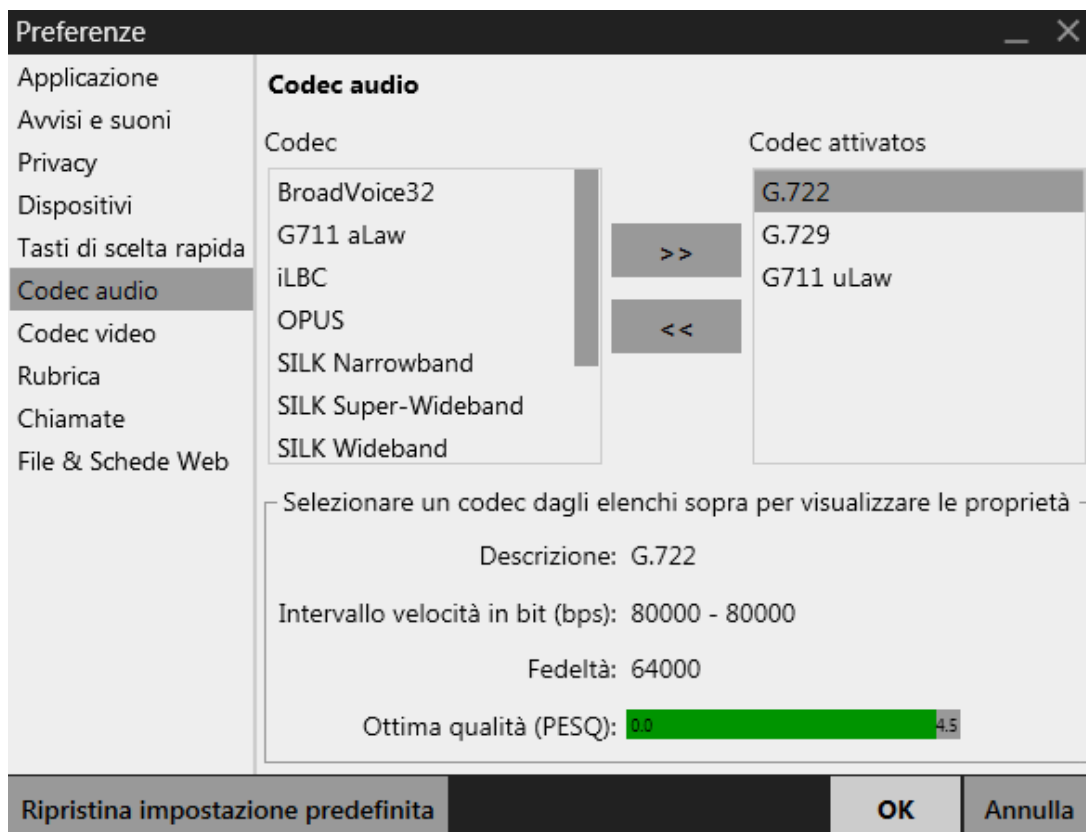 Preferenze
Applicazione
Avvisi e suoni
Privacy
Dispositivi
Tasti di scelta rapida
Codec audio
Codec video
Rubrica
Chiamate
File & Schede Web
Codec audio
Codec
BroadVoice32
G711 aLaw
iLBC
OPUS
SILK Narrowband
SILK Super-Wideband
SILK Wideband
>>
<<
Codec attivatos
G.722
G.729
G711 uLaw
Selezionare un codec dagli elenchi sopra per visualizzare le proprietà
Descrizione: G.722
Intervallo velocità in bit (bps): 80000 - 80000
Fedeltà: 64000
Ottima qualità (PESQ): 0.0 4.5
Ripristina impostazione predefinita
OK
Annulla